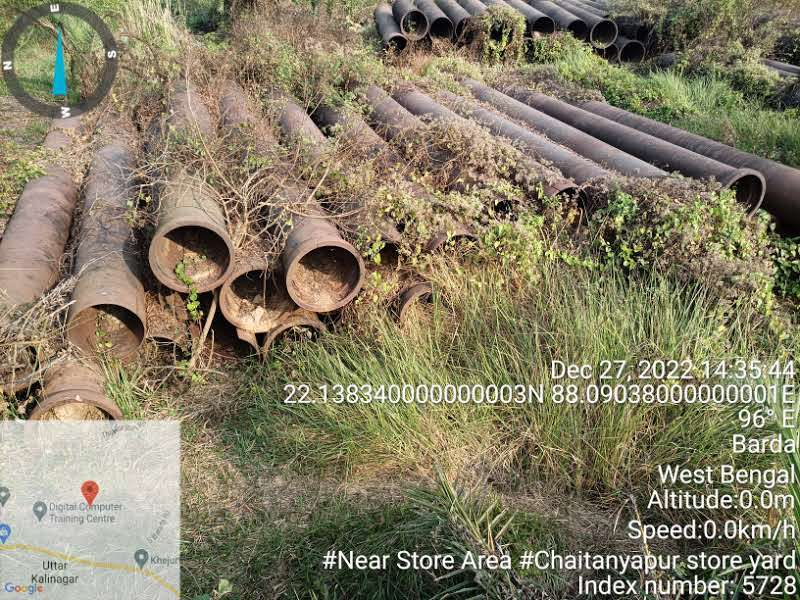 N
E
S
W
Dec 27, 2022 14:35:44
22.138340000000003N 88.09038000000001E
96° E
Barda
West Bengal
Altitude:0.0m
Speed:0.0km/h
#Near Store Area #Chaitanyapur store yard
Index number: 5728
Digital Computer
Training Centre
Uttar
Kalinagar
Khejur
Google